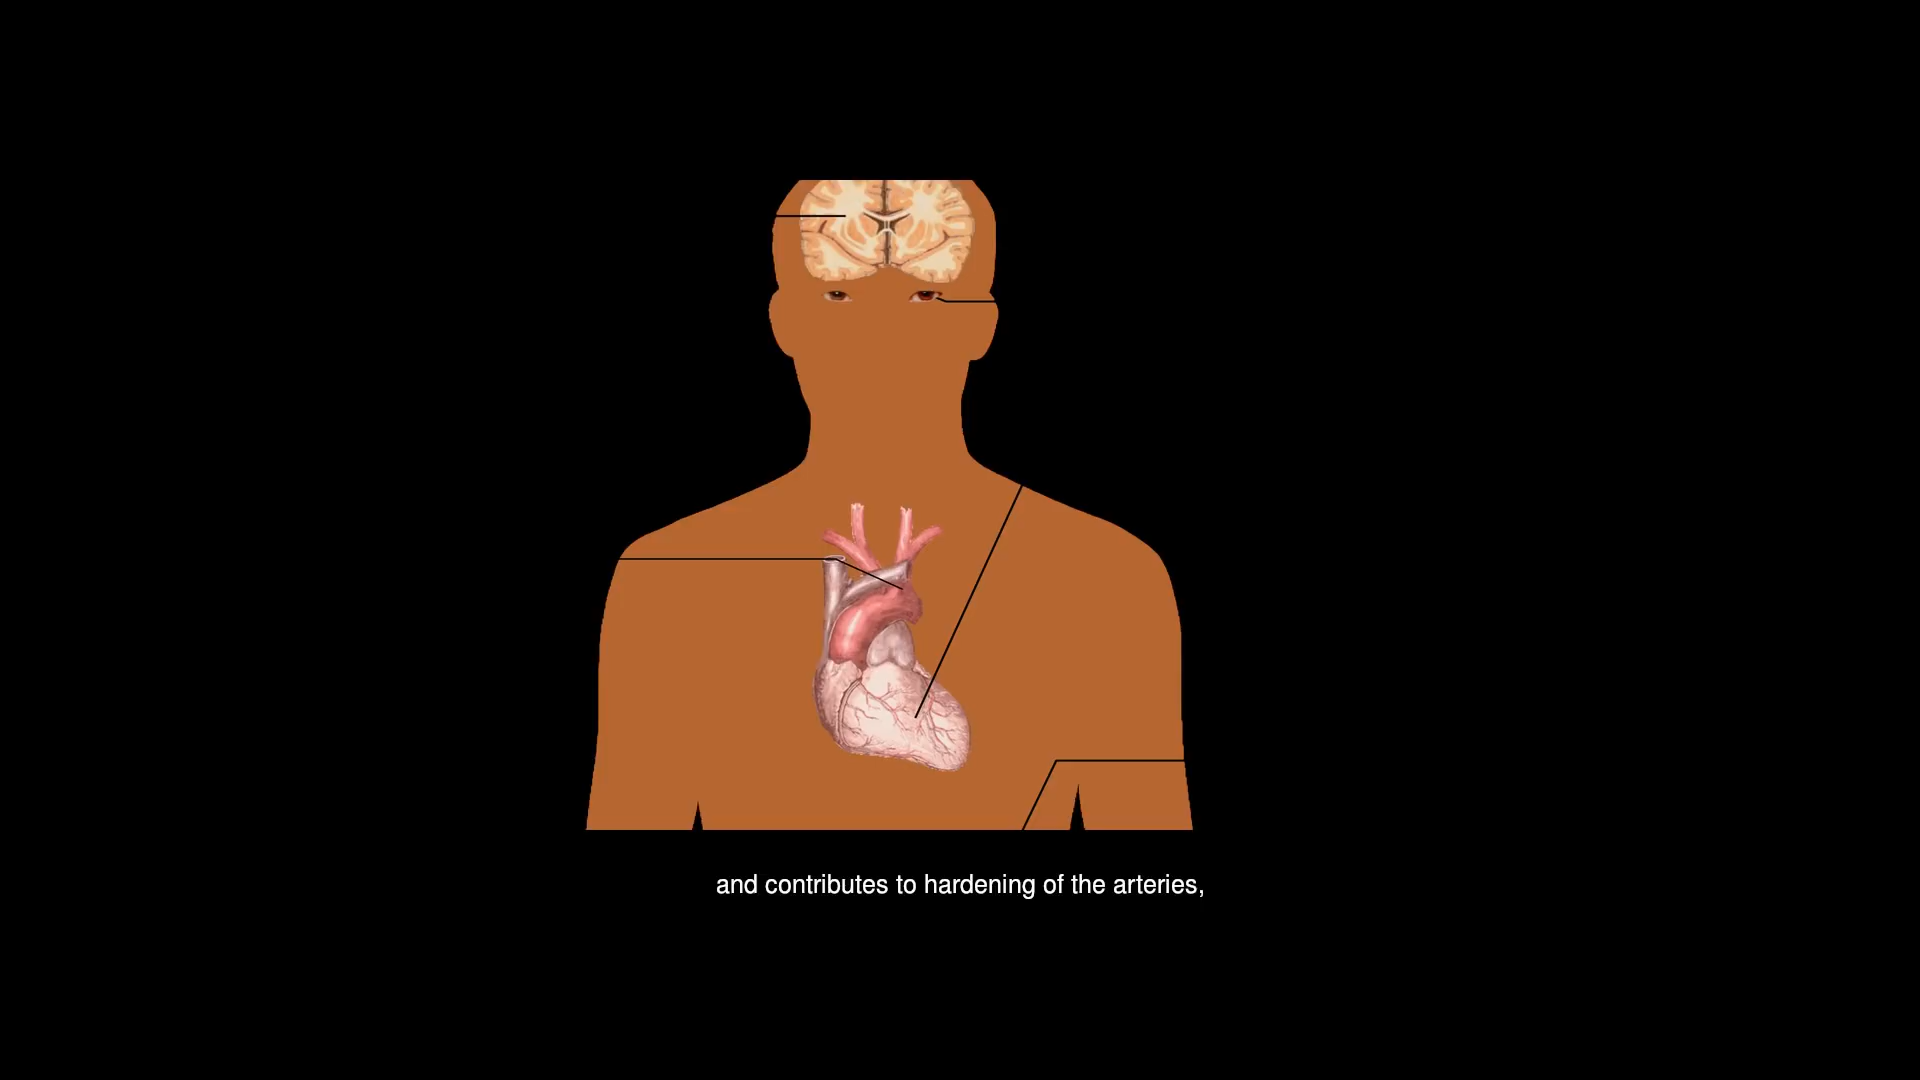 and contributes to hardening of the arteries,